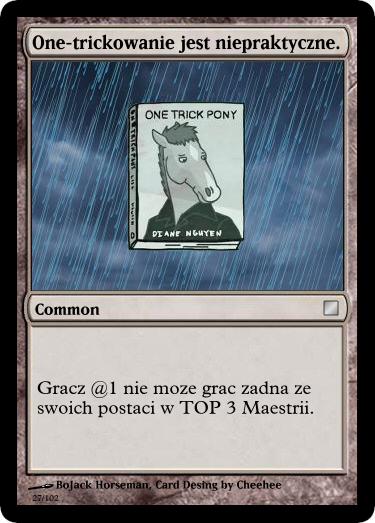 One-trickowanie jest niepraktyczne.
ONE TRICK PONY
DIANE NGUYEN
Common
Gracz @1 nie moze grac zadna ze
swoich postaci w TOP 3 Maestrii.
BoJack Horseman, Card Desing by Cheehee
27/102